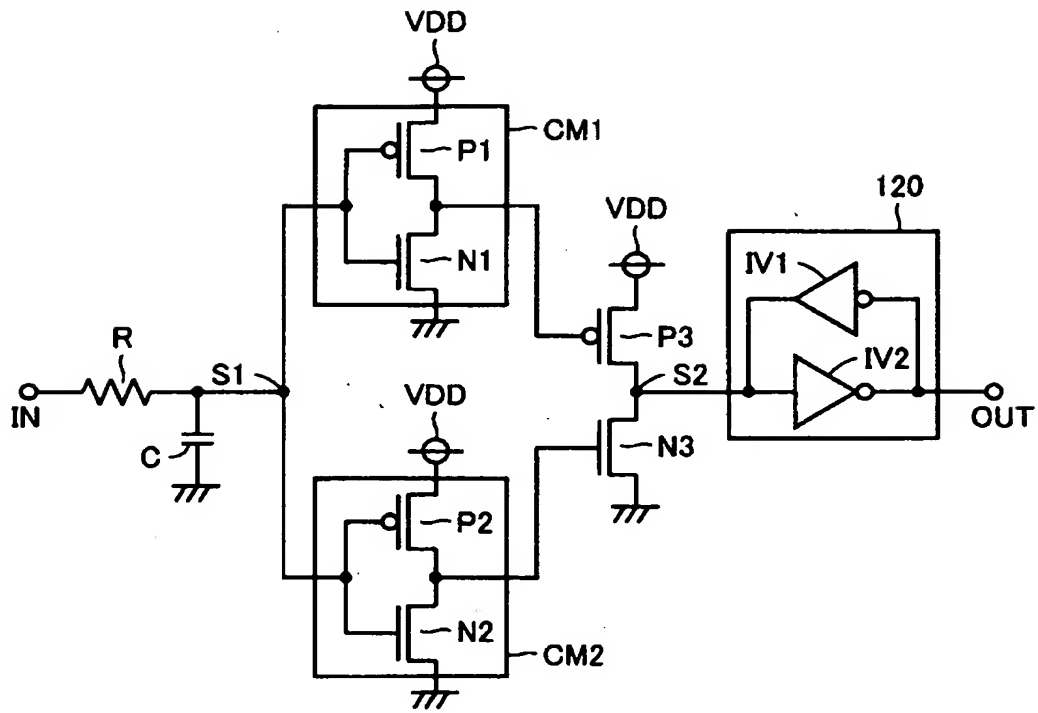 VDD
CM1
P1
N1
VDD
120
IV1
P3
IV2
R
S1
S2
IN
OUT
C
VDD
N3
P2
N2
CM2